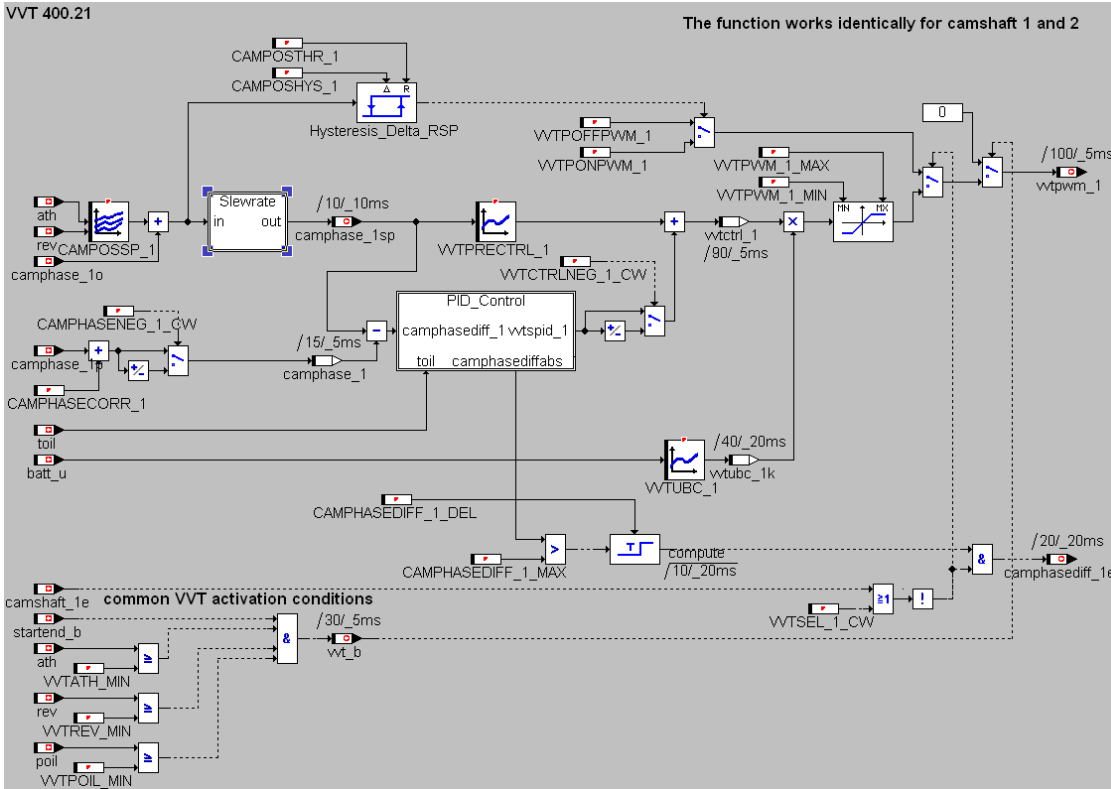 VVT 400.21
The function works identically for camshaft 1 and 2
CAMPOSTHR_1
CAMPOSHYS_1
Δ R
Hysteresis_Delta_RSP
VVTPOFFPWM_1
VVTPONPWM_1
0
/100/_5ms
vvtpwm_1
VVTPWM_1_MAX
VVTPWM_1_MIN
MN MX
ath
rev
CAMPOSSP_1
camphase_1o
+
Slewrate
in out
/10/_10ms
camphase_1sp
VVTPRECTRL_1
+
vvtctrl_1
/90/_5ms
×
VVTCTRLNEG_1_CW
PID_Control
camphasediff_1 vvtspid_1
toil camphasediffabs
+/-
−
CAMPHASENEG_1_CW
camphase_1p
+
+/-
CAMPHASECORR_1
/15/_5ms
camphase_1
toil
batt_u
VVTUBC_1
/40/_20ms
vvtubc_1k
CAMPHASEDIFF_1_DEL
CAMPHASEDIFF_1_MAX
>
T
compute
/10/_20ms
&
/20/_20ms
camphasediff_1e
camshaft_1e
common VVT activation conditions
VVTSEL_1_CW
≥1
!
startend_b
&
/30/_5ms
vvt_b
ath
VVTATH_MIN
≥
rev
VVTREV_MIN
≥
poil
VVTPOIL_MIN
≥